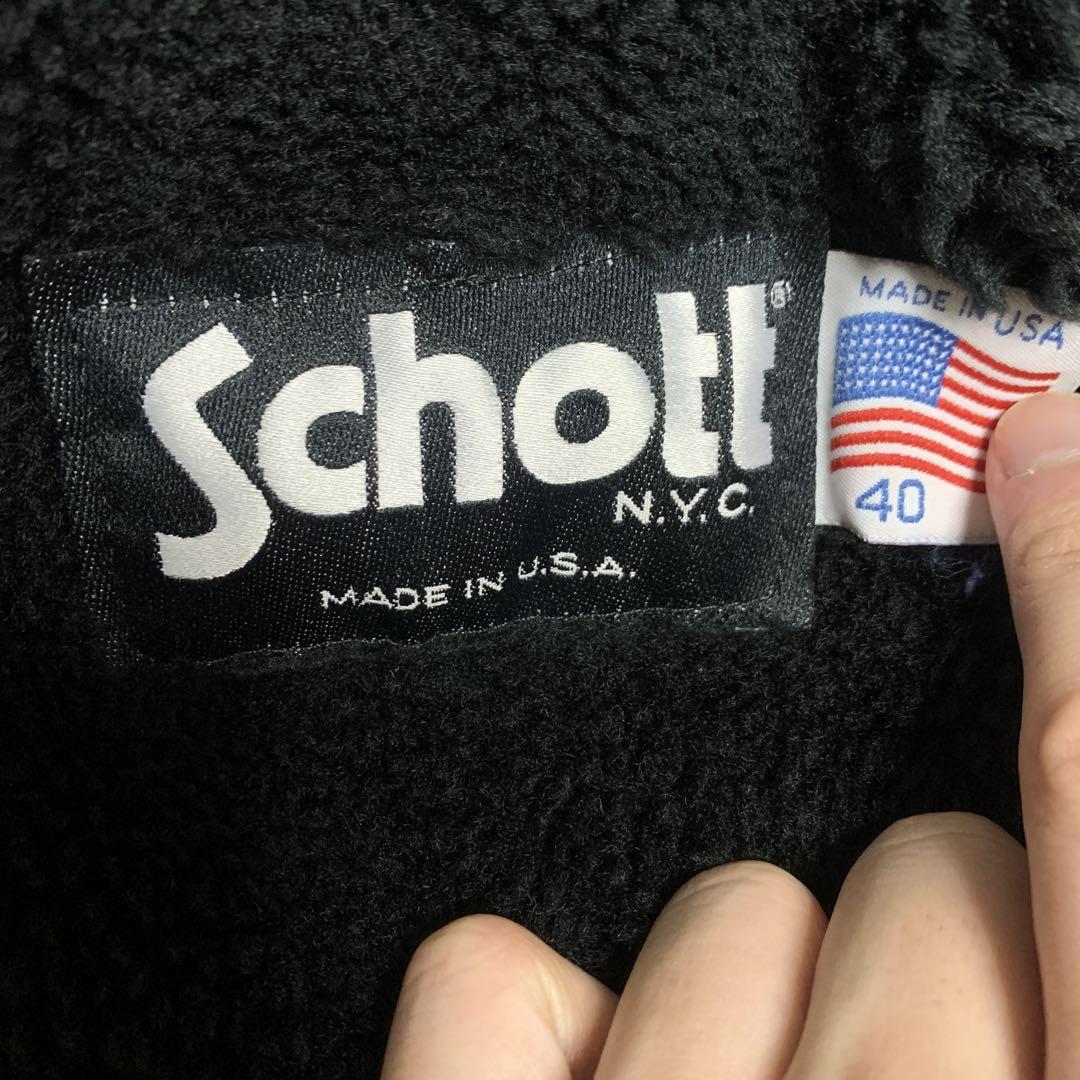 Schott®
N.Y.C.
MADE IN U.S.A.
MADE IN USA
40